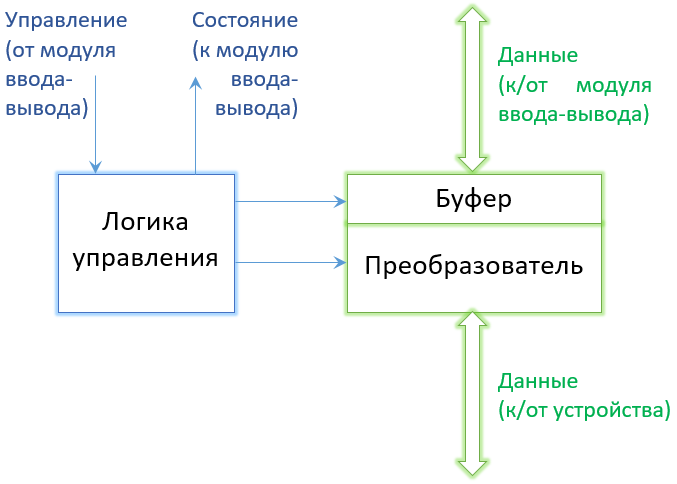 Управление
(от модуля
ввода-
вывода)
Состояние
(к модулю
ввода-
вывода)
Данные
(к/от модуля
ввода-вывода)
Логика
управления
Буфер
Преобразователь
Данные
(к/от устройства)